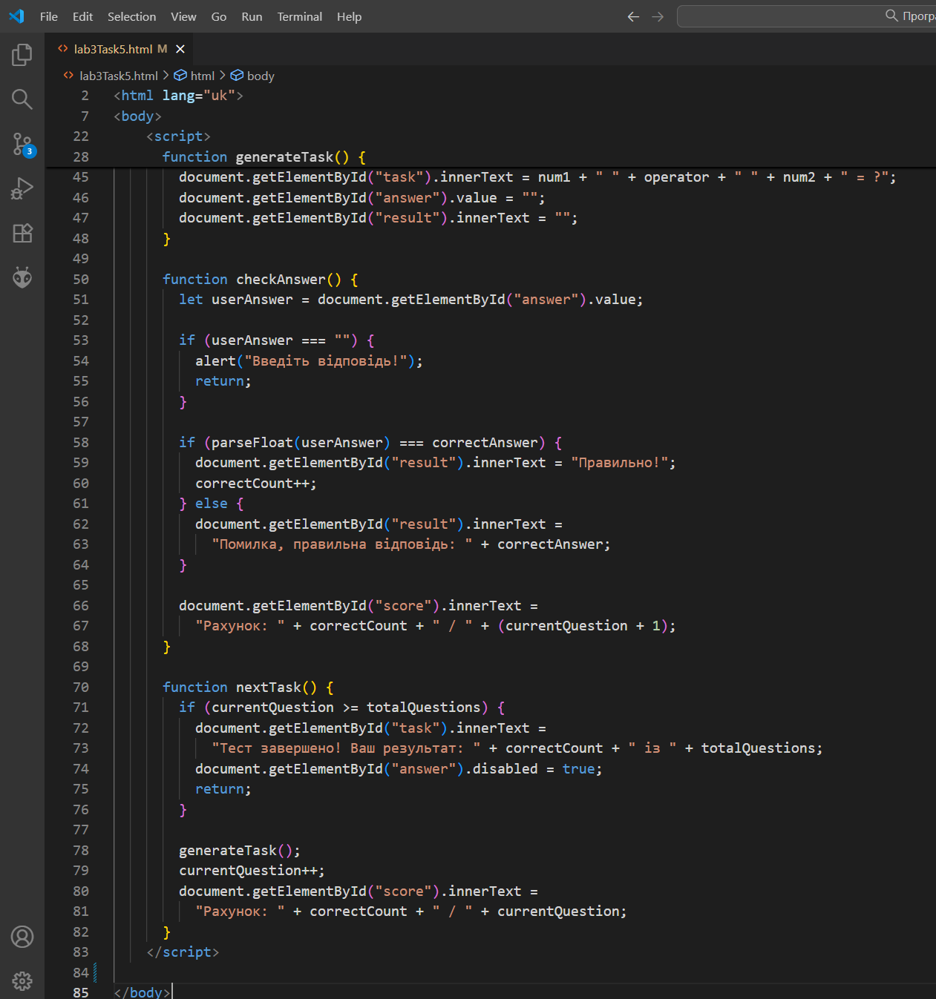 File Edit Selection View Go Run Terminal Help
lab3Task5.html M
lab3Task5.html > html > body
2 <html lang="uk">
7 <body>
22 <script>
28 function generateTask() {
45 document.getElementById("task").innerText = num1 + " " + operator + " " + num2 + " = ?";
46 document.getElementById("answer").value = "";
47 document.getElementById("result").innerText = "";
48 }
49
50 function checkAnswer() {
51 let userAnswer = document.getElementById("answer").value;
52
53 if (userAnswer === "") {
54 alert("Введіть відповідь!");
55 return;
56 }
57
58 if (parseFloat(userAnswer) === correctAnswer) {
59 document.getElementById("result").innerText = "Правильно!";
60 correctCount++;
61 } else {
62 document.getElementById("result").innerText =
63 "Помилка, правильна відповідь: " + correctAnswer;
64 }
65
66 document.getElementById("score").innerText =
67 "Рахунок: " + correctCount + " / " + (currentQuestion + 1);
68 }
69
70 function nextTask() {
71 if (currentQuestion >= totalQuestions) {
72 document.getElementById("task").innerText =
73 "Тест завершено! Ваш результат: " + correctCount + " із " + totalQuestions;
74 document.getElementById("answer").disabled = true;
75 return;
76 }
77
78 generateTask();
79 currentQuestion++;
80 document.getElementById("score").innerText =
81 "Рахунок: " + correctCount + " / " + currentQuestion;
82 }
83 </script>
84
85 </body>
3